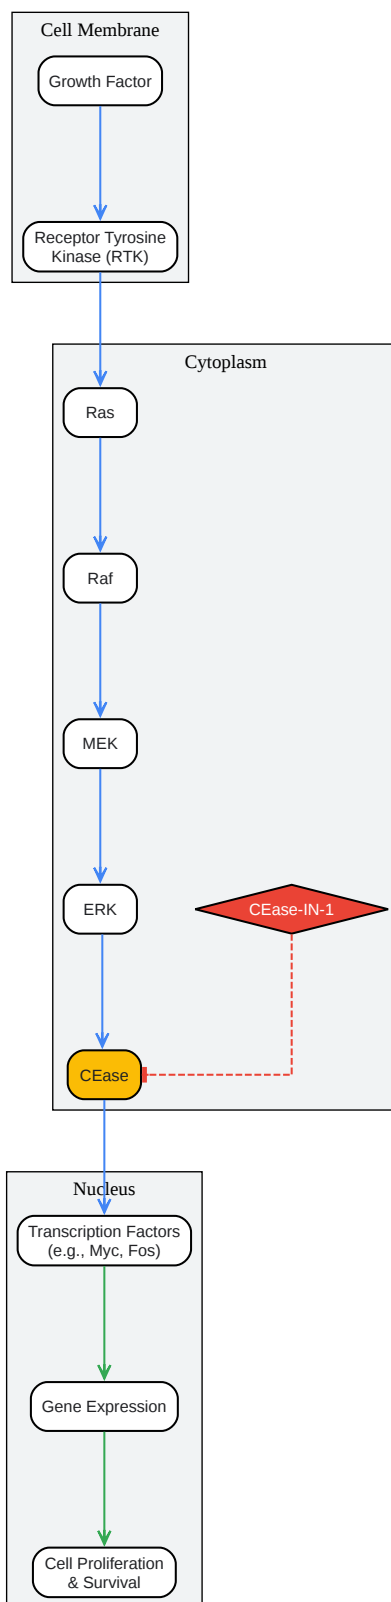 Cell Membrane
Growth Factor
Receptor Tyrosine
Kinase (RTK)
Cytoplasm
Ras
Raf
MEK
ERK
CEase-IN-1
CEase
Nucleus
Transcription Factors
(e.g., Myc, Fos)
Gene Expression
Cell Proliferation
& Survival